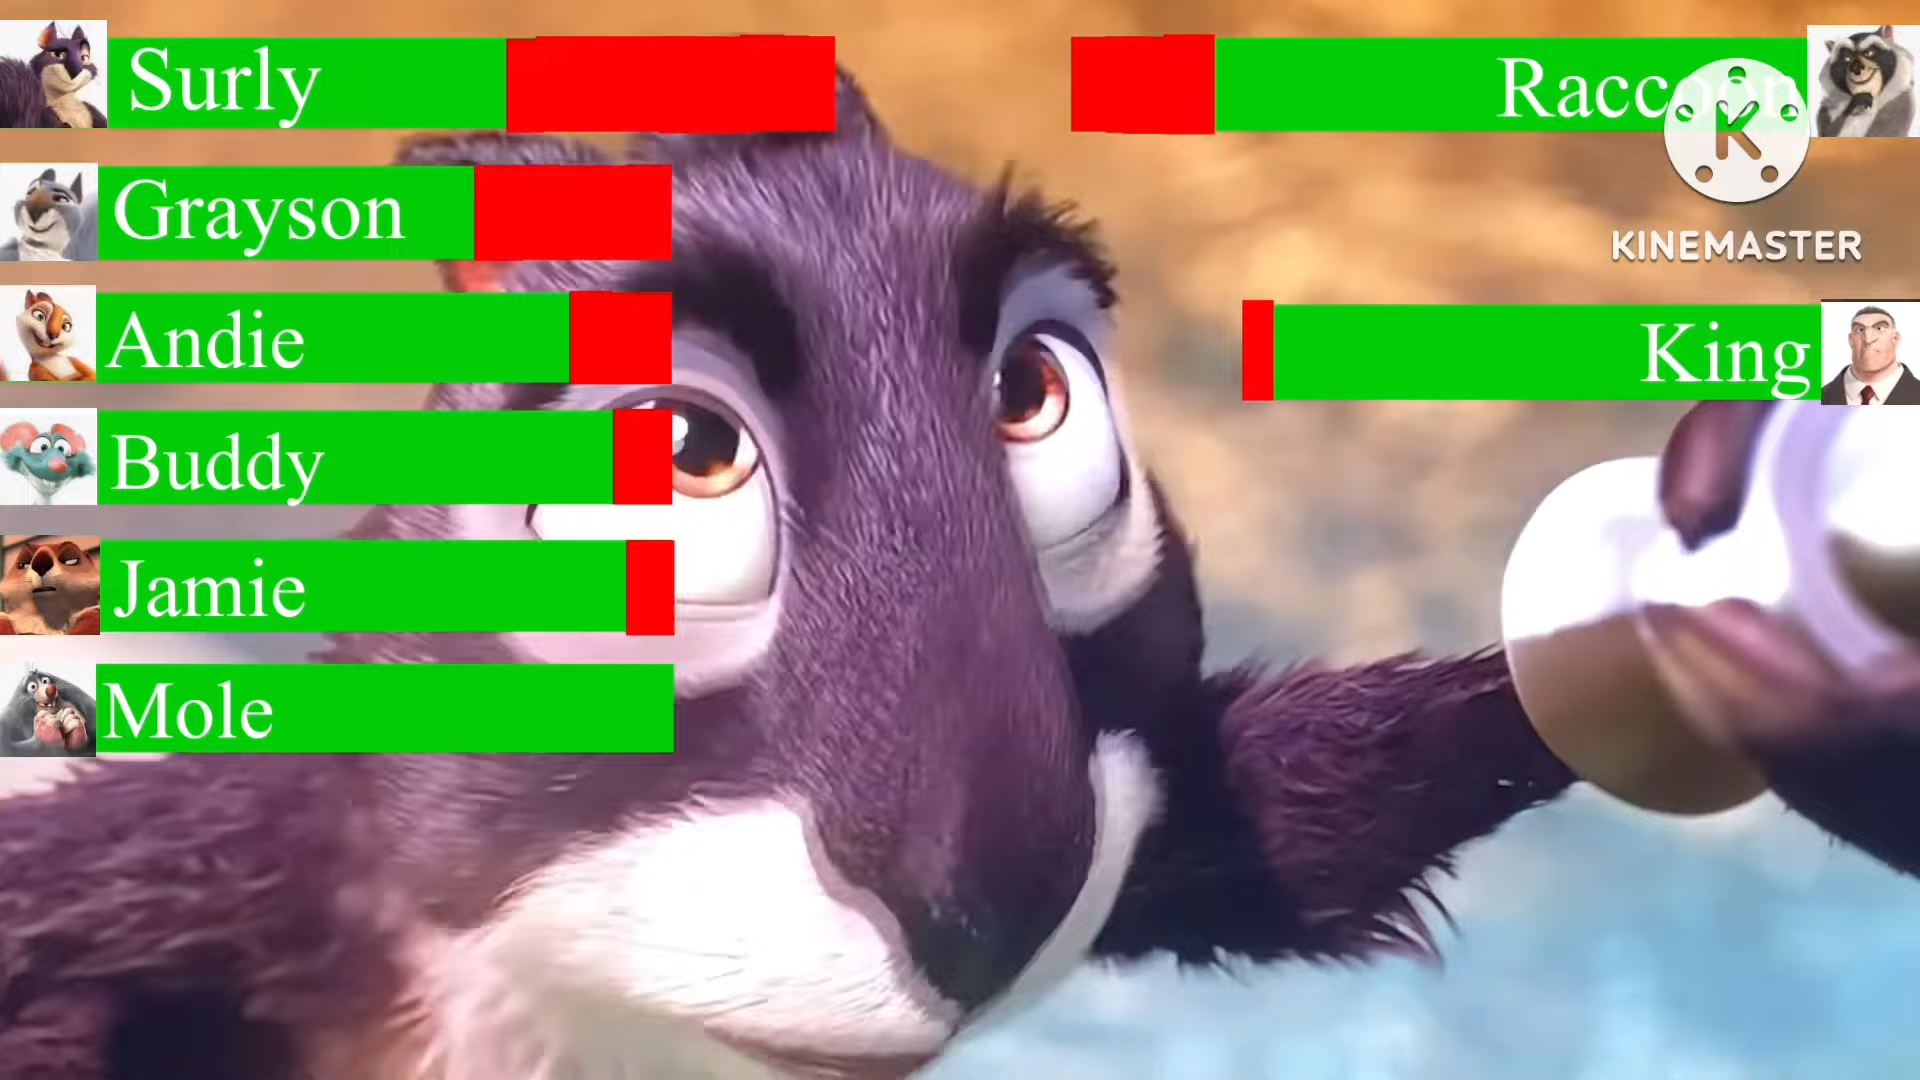 Surly
Raccoon
Grayson
K
KINEMASTER
Andie
King
Buddy
Jamie
Mole